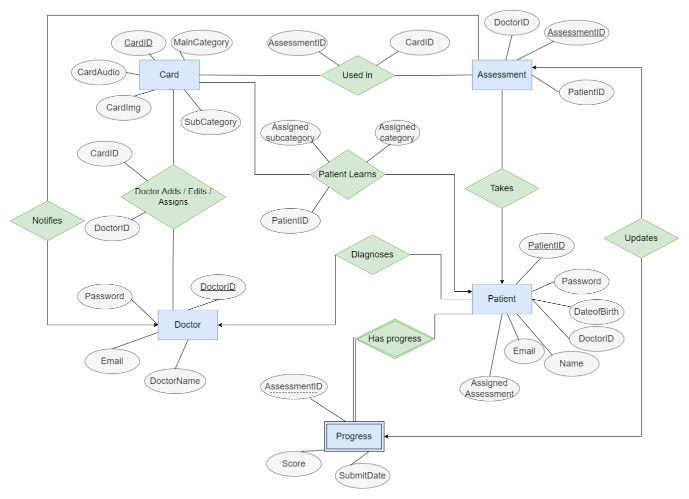 DoctorID
CardID
MainCategory
AssessmentID
CardID
AssessmentID
CardAudio
Card
Used in
Assessment
CardImg
PatientID
SubCategory
Assigned
subcategory
Assigned
category
CardID
Patient Learns
Doctor Adds / Edits /
Assigns
Takes
Notifies
DoctorID
PatientID
Updates
PatientID
Diagnoses
DoctorID
Password
Password
Patient
DateofBirth
Doctor
DoctorID
Has progress
Email
Email
Name
DoctorName
AssessmentID
Assigned
Assessment
Progress
Score
SubmitDate